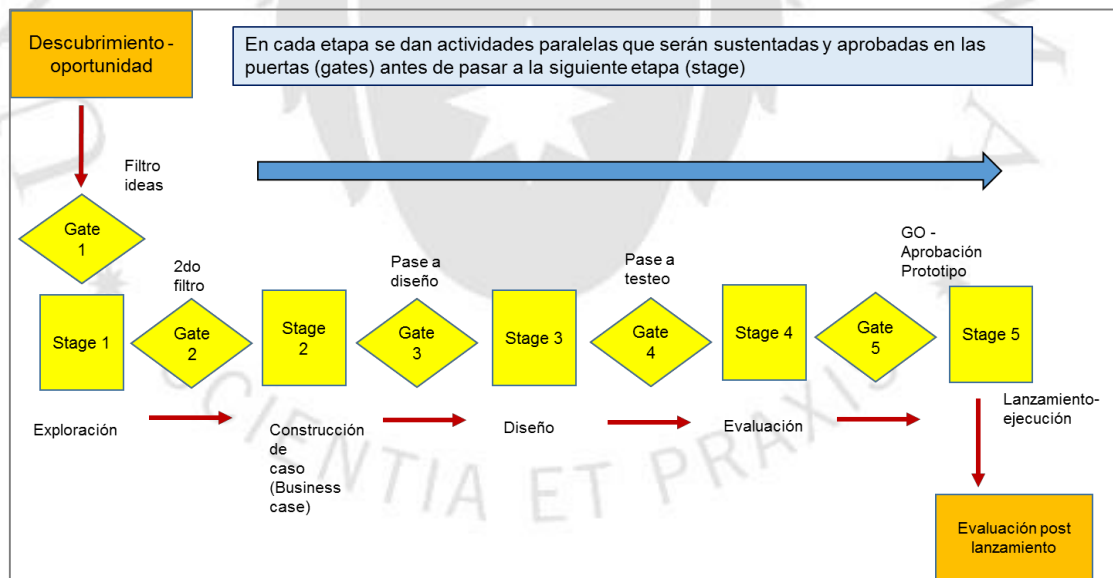 Descubrimiento -
oportunidad
En cada etapa se dan actividades paralelas que serán sustentadas y aprobadas en las
puertas (gates) antes de pasar a la siguiente etapa (stage)
Filtro
ideas
Gate
1
2do
filtro
Pase a
diseño
Pase a
testeo
GO -
Aprobación
Prototipo
Stage 1
Gate
2
Stage
2
Gate
3
Stage 3
Gate
4
Stage 4
Gate
5
Stage 5
Exploración
Construcción
de
caso
(Business
case)
Diseño
Evaluación
Lanzamiento-
ejecución
SCIENTIA ET PRAXIS
Evaluación post
lanzamiento